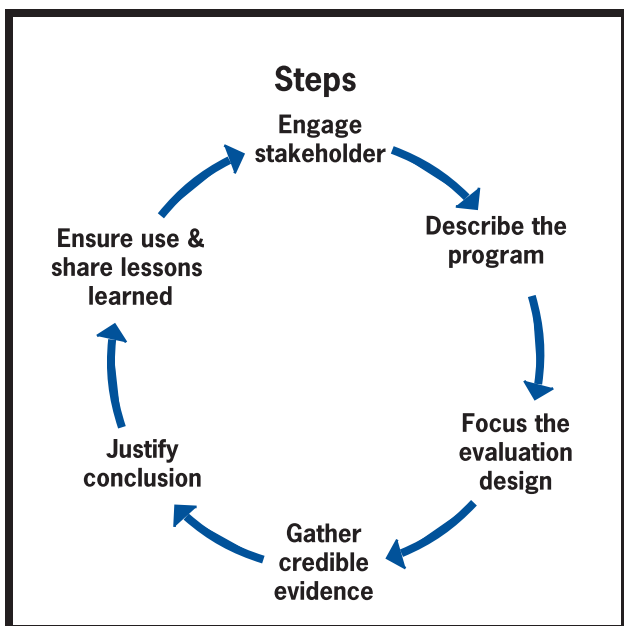 Steps
Engage
stakeholder
Describe the
program
Focus the
evaluation
design
Gather
credible
evidence
Justify
conclusion
Ensure use &
share lessons
learned